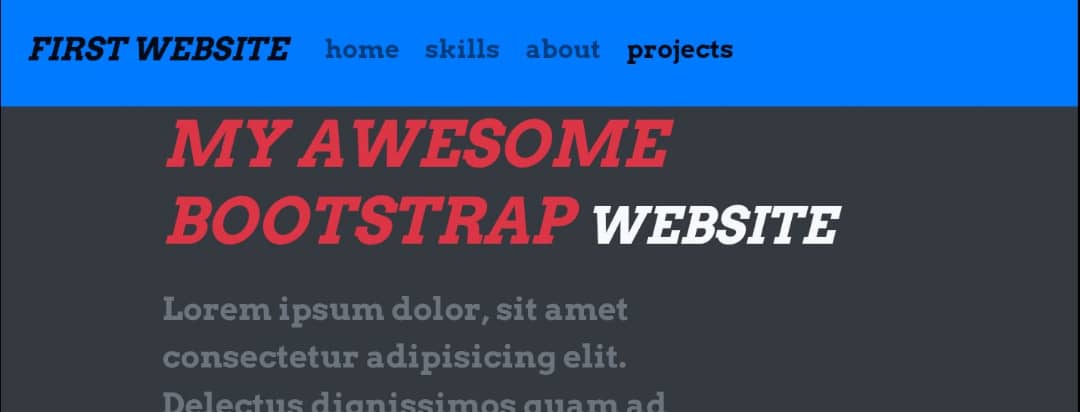 FIRST WEBSITE home skills about projects
MY AWESOME
BOOTSTRAP WEBSITE
Lorem ipsum dolor, sit amet
consectetur adipisicing elit.
Delectus dignissimos quam ad